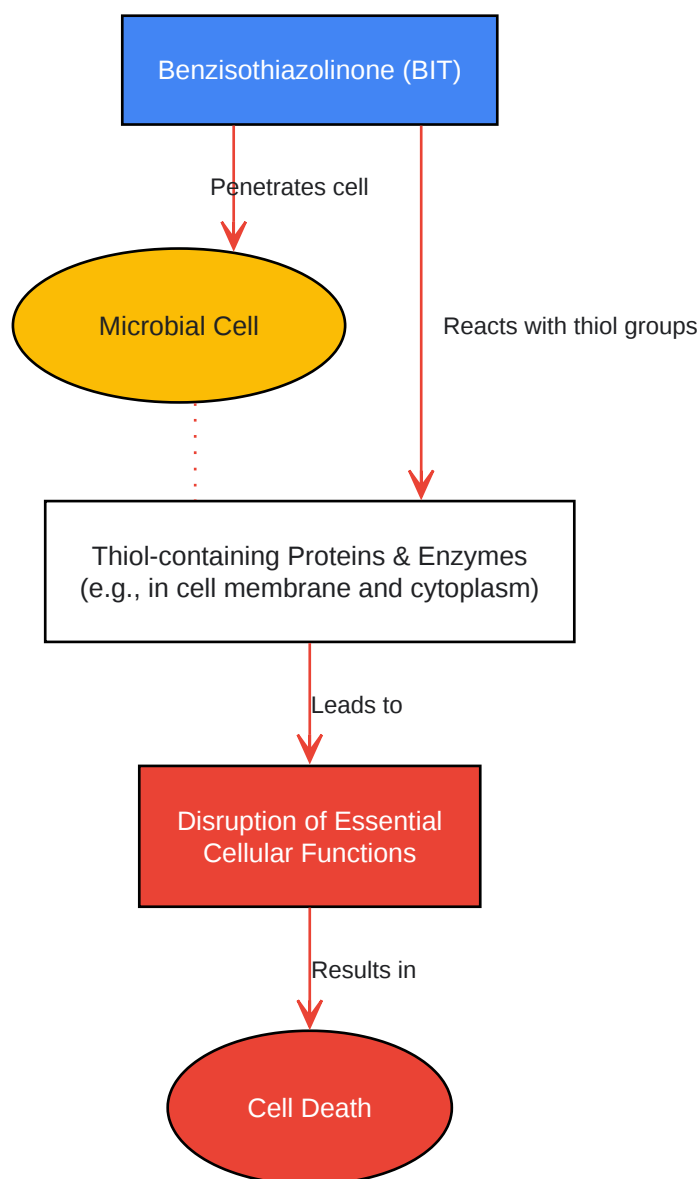 Benzisothiazolinone (BIT)
Penetrates cell
Microbial Cell
Reacts with thiol groups
Thiol-containing Proteins & Enzymes
(e.g., in cell membrane and cytoplasm)
Leads to
Disruption of Essential
Cellular Functions
Results in
Cell Death